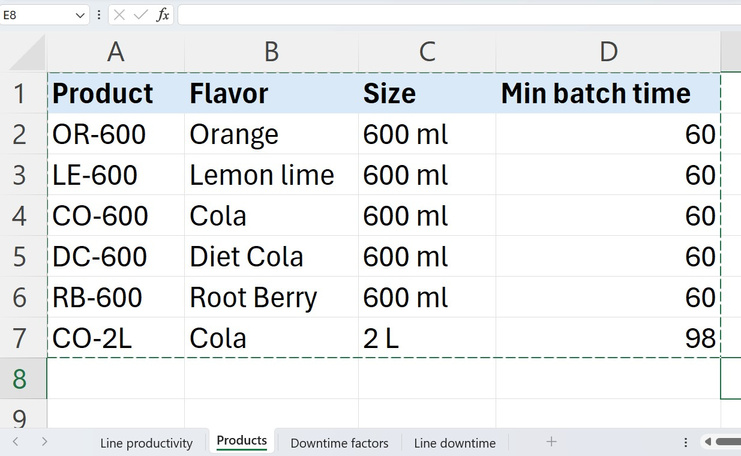 E8 fx
A B C D
1 Product Flavor Size Min batch time
2 OR-600 Orange 600 ml 60
3 LE-600 Lemon lime 600 ml 60
4 CO-600 Cola 600 ml 60
5 DC-600 Diet Cola 600 ml 60
6 RB-600 Root Berry 600 ml 60
7 CO-2L Cola 2 L 98
8
9
Line productivity Products Downtime factors Line downtime